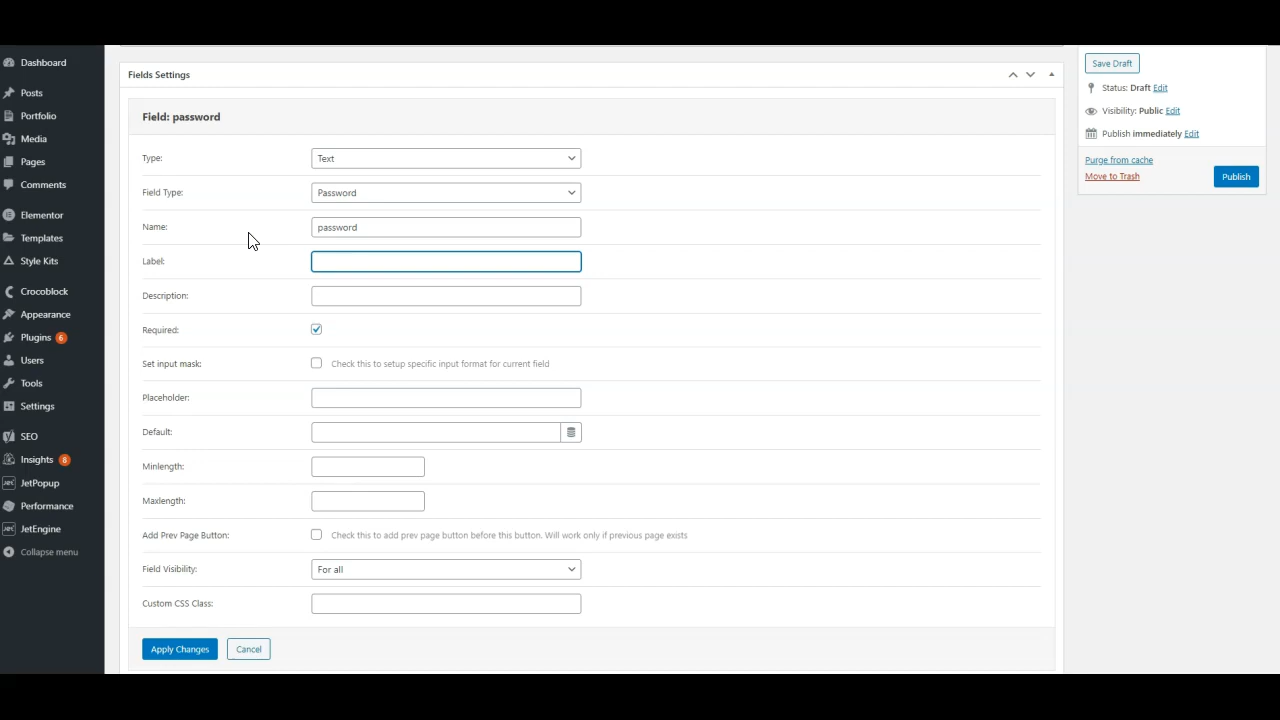 Dashboard
Posts
Portfolio
Media
Pages
Comments
Elementor
Templates
Style Kits
Crocoblock
Appearance
Plugins 6
Users
Tools
Settings
SEO
Insights 8
JetPopup
Performance
JetEngine
Collapse menu
Fields Settings
Field: password
Type: Text
Field Type: Password
Name: password
Label:
Description:
Required:
Set input mask: Check this to setup specific input format for current field
Placeholder:
Default:
Minlength:
Maxlength:
Add Prev Page Button: Check this to add prev page button before this button. Will work only if previous page exists
Field Visibility: For all
Custom CSS Class:
Apply Changes Cancel
Save Draft
Status: Draft Edit
Visibility: Public Edit
Publish immediately Edit
Purge from cache
Move to Trash
Publish